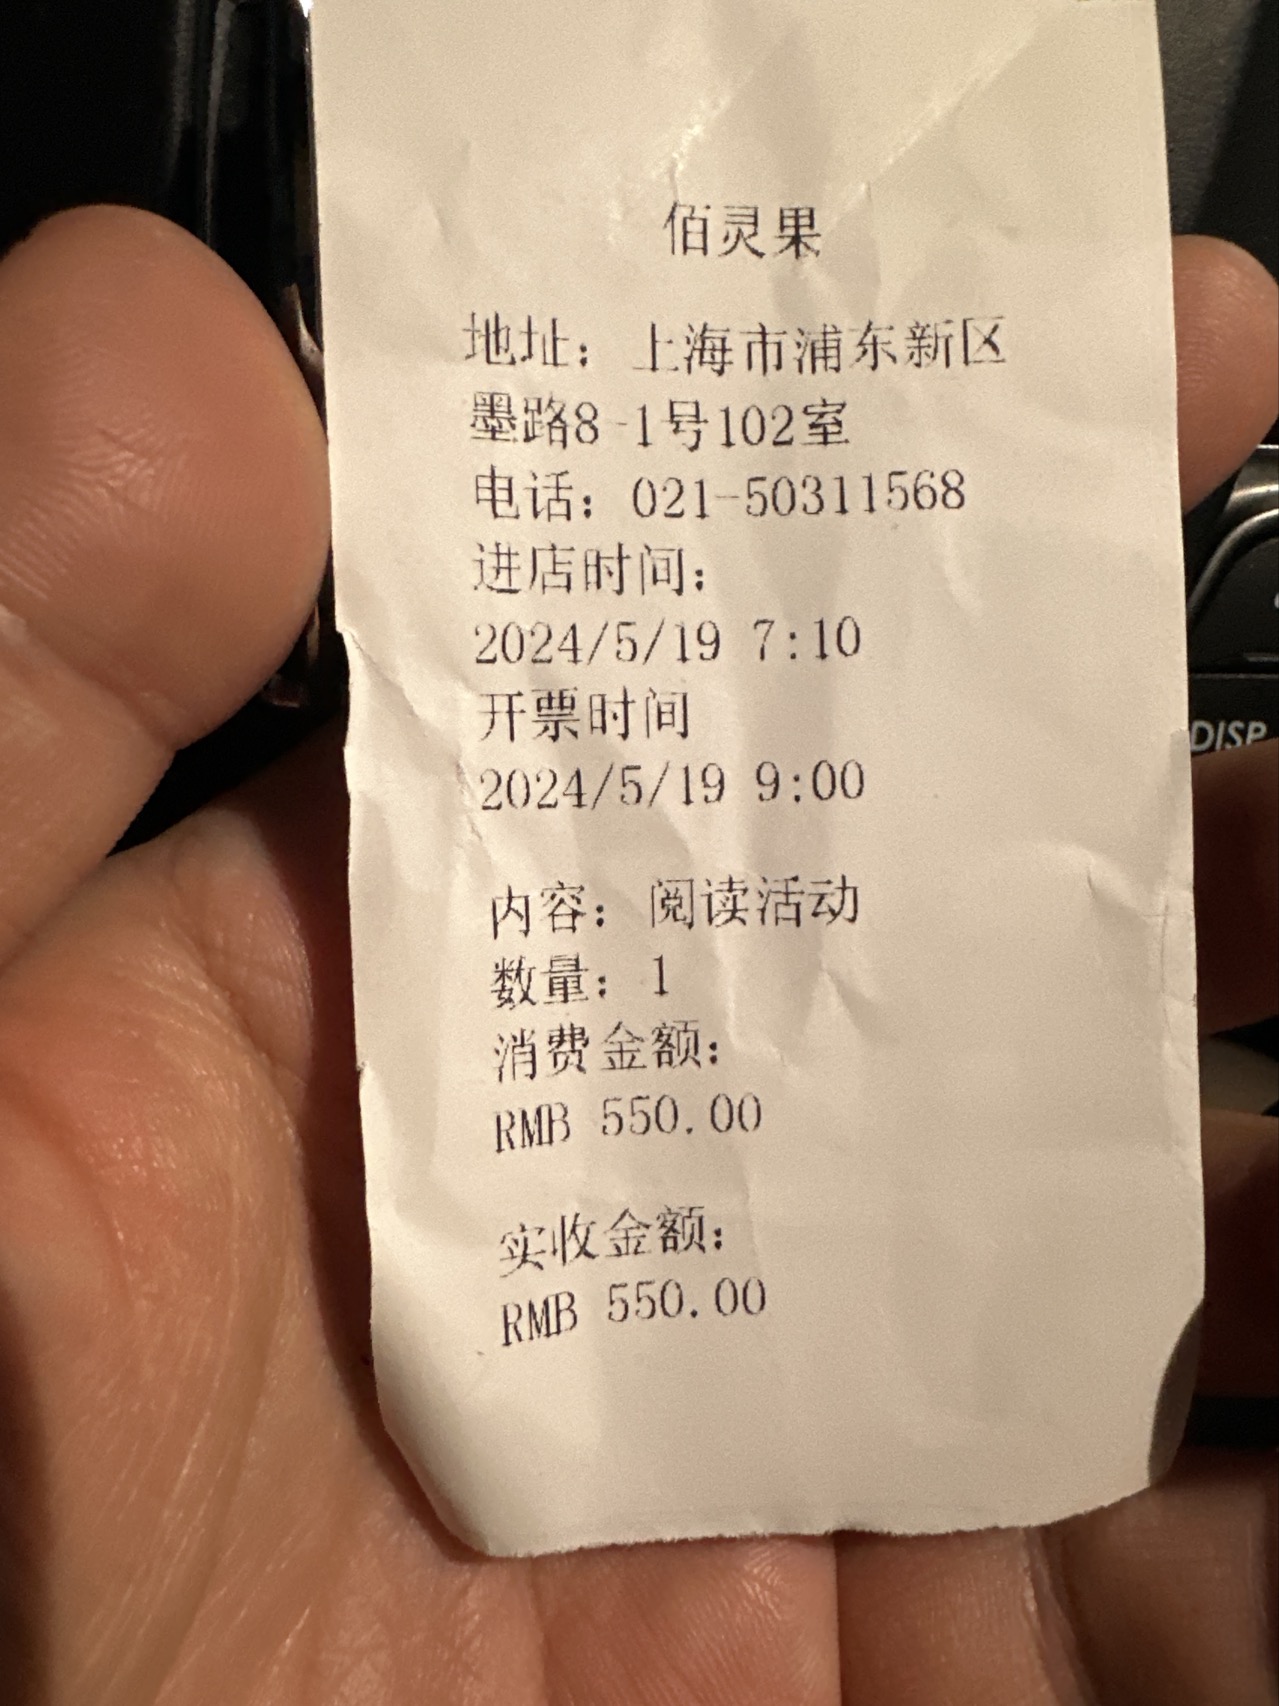 佰灵果
地址：上海市浦东新区
墨路8-1号102室
电话：021-50311568
进店时间：
2024/5/19 7:10
开票时间
2024/5/19 9:00
内容：阅读活动
数量：1
消费金额：
RMB 550.00
实收金额：
RMB 550.00
DISP